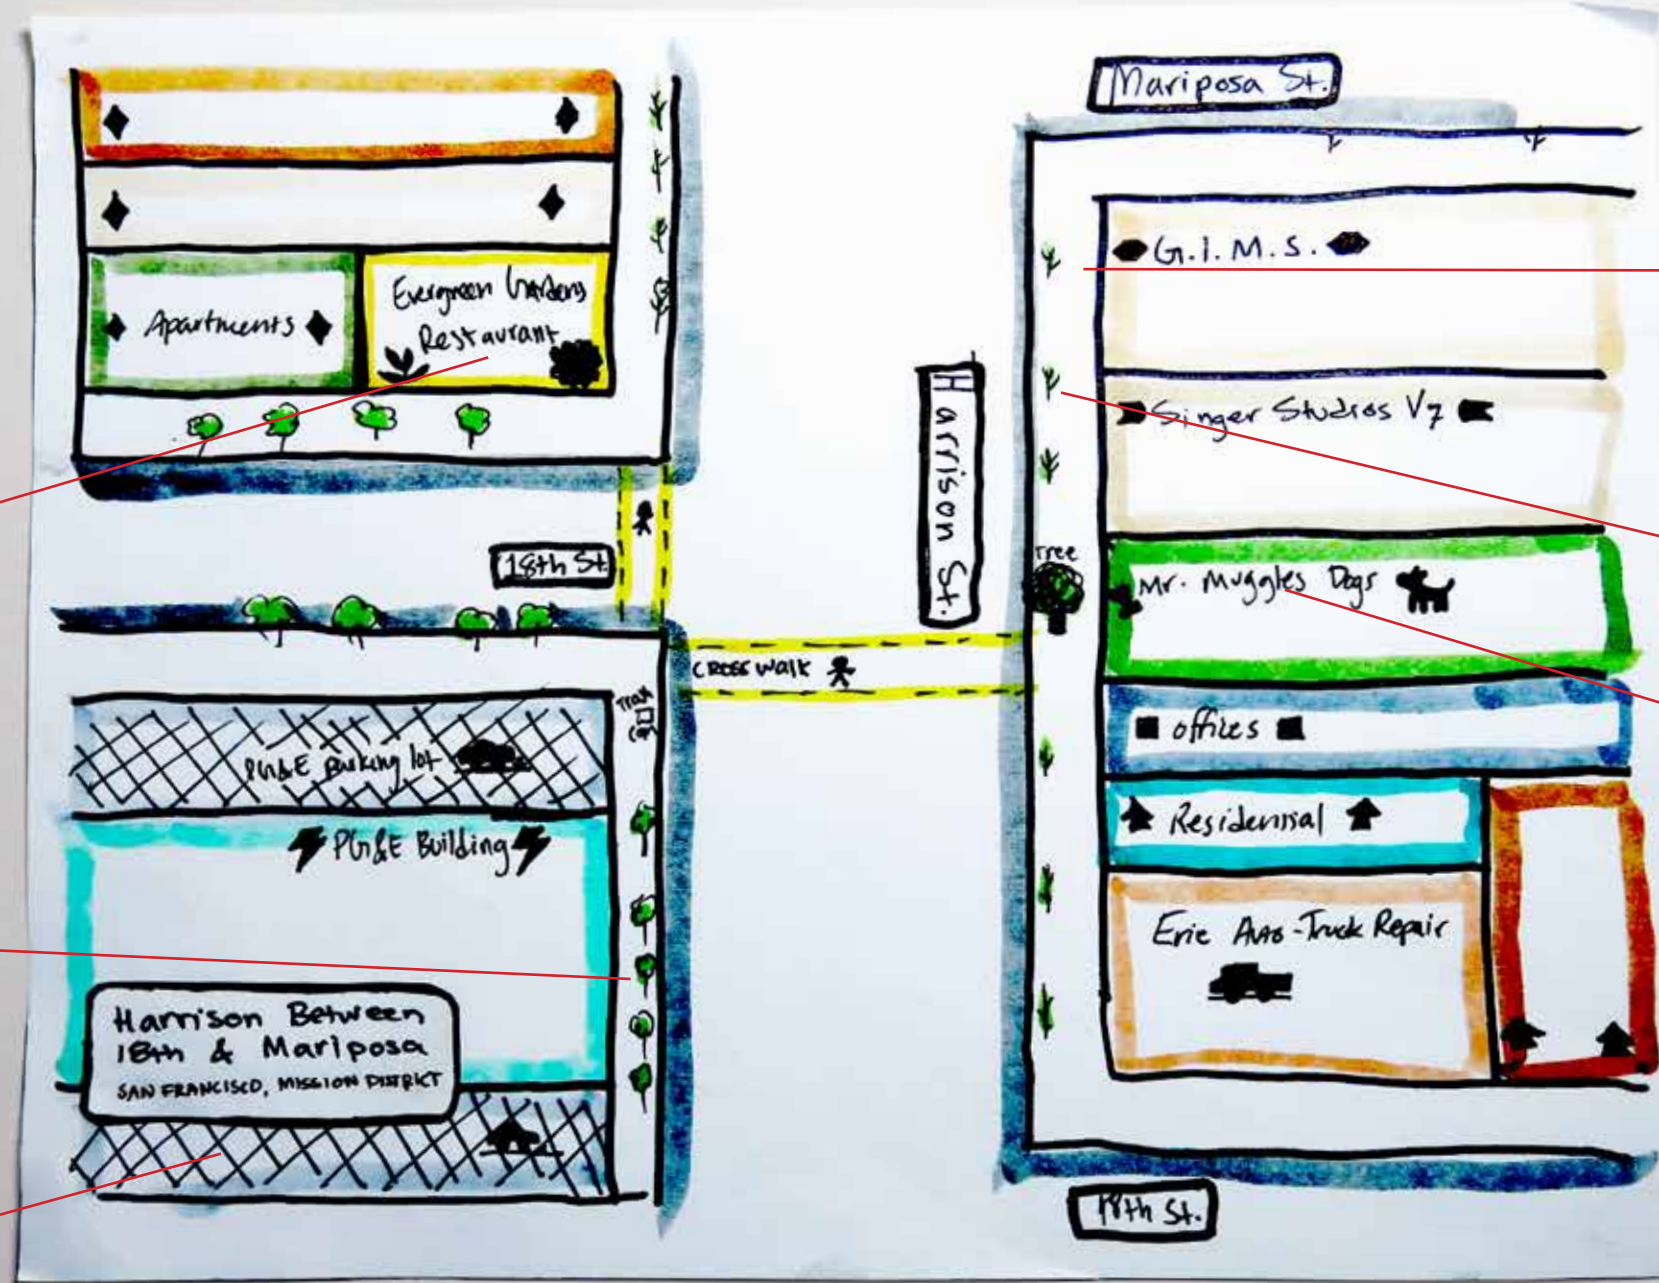 Mariposa St.
G.I.M.S.
Apartments
Evergreen Gardens
Restaurant
Singer Studios V7
Harrison St.
18th St.
Tree
Mr. Muggles Dogs
CROSS WALK
offices
PG&E Parking lot
Residential
PG&E Building
Eric Auto-Truck Repair
Harrison Between
18th & Mariposa
SAN FRANCISCO, MISSION DISTRICT
18th St.